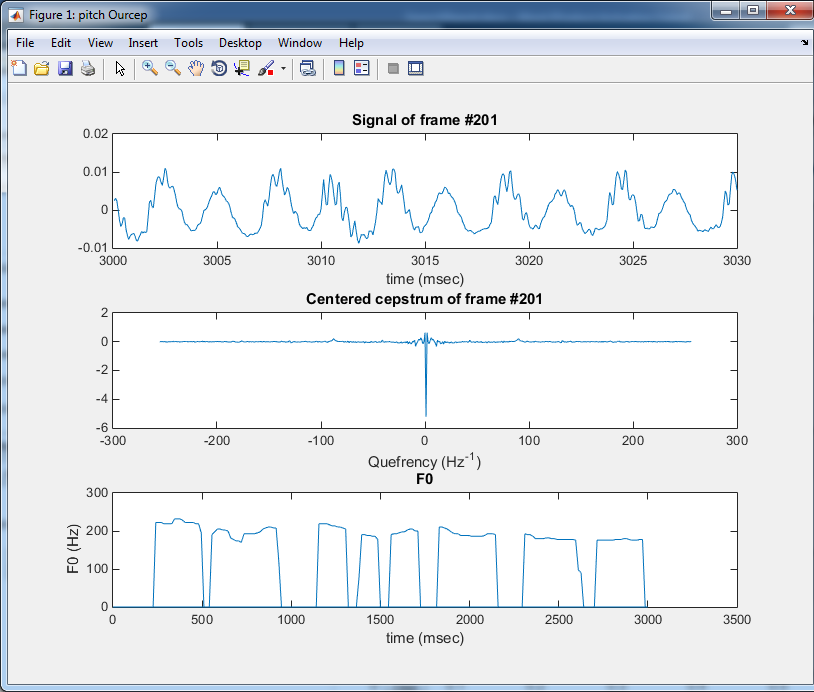 Figure 1: pitch Ourcep
File Edit View Insert Tools Desktop Window Help
Signal of frame #201
0.02
0.01
0
-0.01
3000 3005 3010 3015 3020 3025 3030
time (msec)
Centered cepstrum of frame #201
2
0
-2
-4
-6
-300 -200 -100 0 100 200 300
Quefrency (Hz⁻¹)
F0
F0 (Hz)
300
200
100
0
0 500 1000 1500 2000 2500 3000 3500
time (msec)